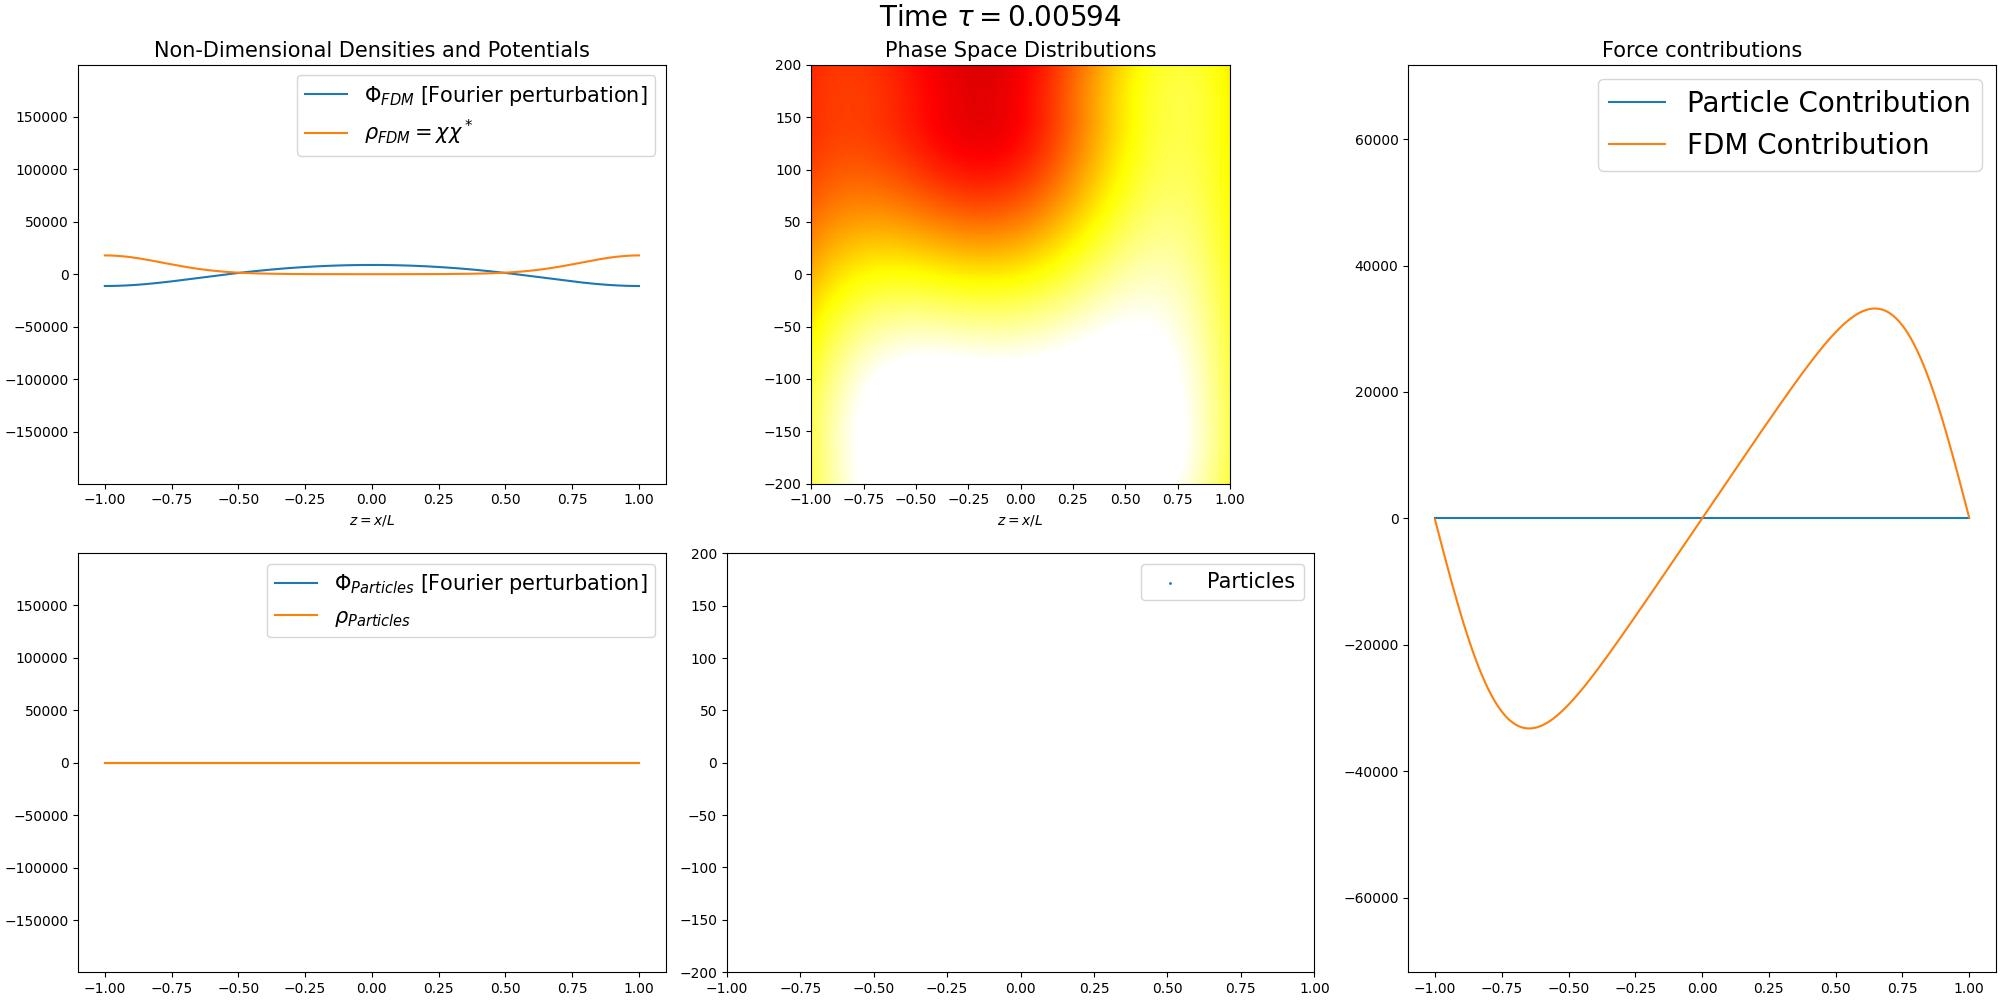 Time τ = 0.00594
Non-Dimensional Densities and Potentials
Φ_FDM [Fourier perturbation]
ρ_FDM = χχ*
150000
100000
50000
0
−50000
−100000
−150000
−1.00 −0.75 −0.50 −0.25 0.00 0.25 0.50 0.75 1.00
z = x/L
Phase Space Distributions
200
150
100
50
0
−50
−100
−150
−200
−1.00 −0.75 −0.50 −0.25 0.00 0.25 0.50 0.75 1.00
z = x/L
Force contributions
Particle Contribution
FDM Contribution
60000
40000
20000
0
−20000
−40000
−60000
−1.00 −0.75 −0.50 −0.25 0.00 0.25 0.50 0.75 1.00
Φ_Particles [Fourier perturbation]
ρ_Particles
150000
100000
50000
0
−50000
−100000
−150000
−1.00 −0.75 −0.50 −0.25 0.00 0.25 0.50 0.75 1.00
Particles
200
150
100
50
0
−50
−100
−150
−200
−1.00 −0.75 −0.50 −0.25 0.00 0.25 0.50 0.75 1.00